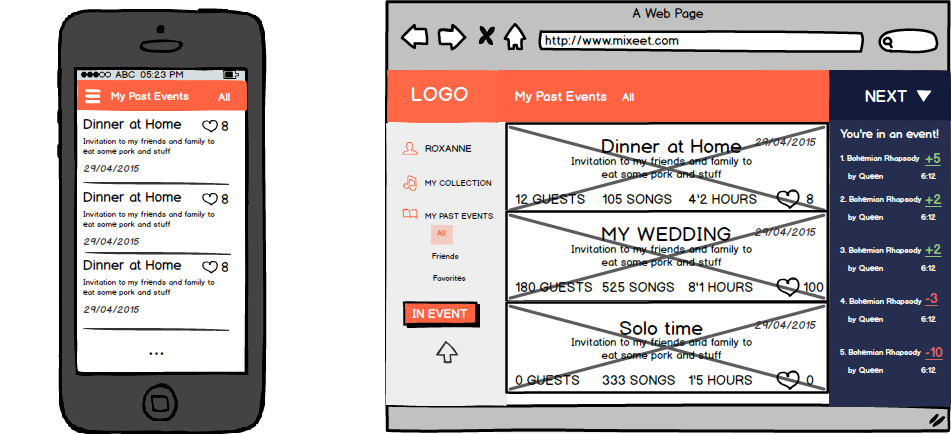 ABC 05:23 PM
My Past Events All
Dinner at Home 8
Invitation to my friends and family to
eat some pork and stuff
29/04/2015
Dinner at Home 8
Invitation to my friends and family to
eat some pork and stuff
29/04/2015
Dinner at Home 8
Invitation to my friends and family to
eat some pork and stuff
29/04/2015
...
A Web Page
http://www.mixeet.com
LOGO
My Past Events All
NEXT ▼
ROXANNE
MY COLLECTION
MY PAST EVENTS
All
Friends
Favorites
IN EVENT
Dinner at Home 29/04/2015
Invitation to my friends and family to
eat some pork and stuff
12 GUESTS 105 SONGS 4'2 HOURS 8
MY WEDDING 29/04/2015
Invitation to my friends and family to
eat some pork and stuff
180 GUESTS 525 SONGS 8'1 HOURS 100
Solo time 29/04/2015
Invitation to my friends and family to
eat some pork and stuff
0 GUESTS 333 SONGS 1'5 HOURS 0
You're in an event!
1. Bohemian Rhapsody +5
by Queen 6:12
2. Bohemian Rhapsody +2
by Queen 6:12
3. Bohemian Rhapsody +2
by Queen 6:12
4. Bohemian Rhapsody -3
by Queen 6:12
5. Bohemian Rhapsody -10
by Queen 6:12